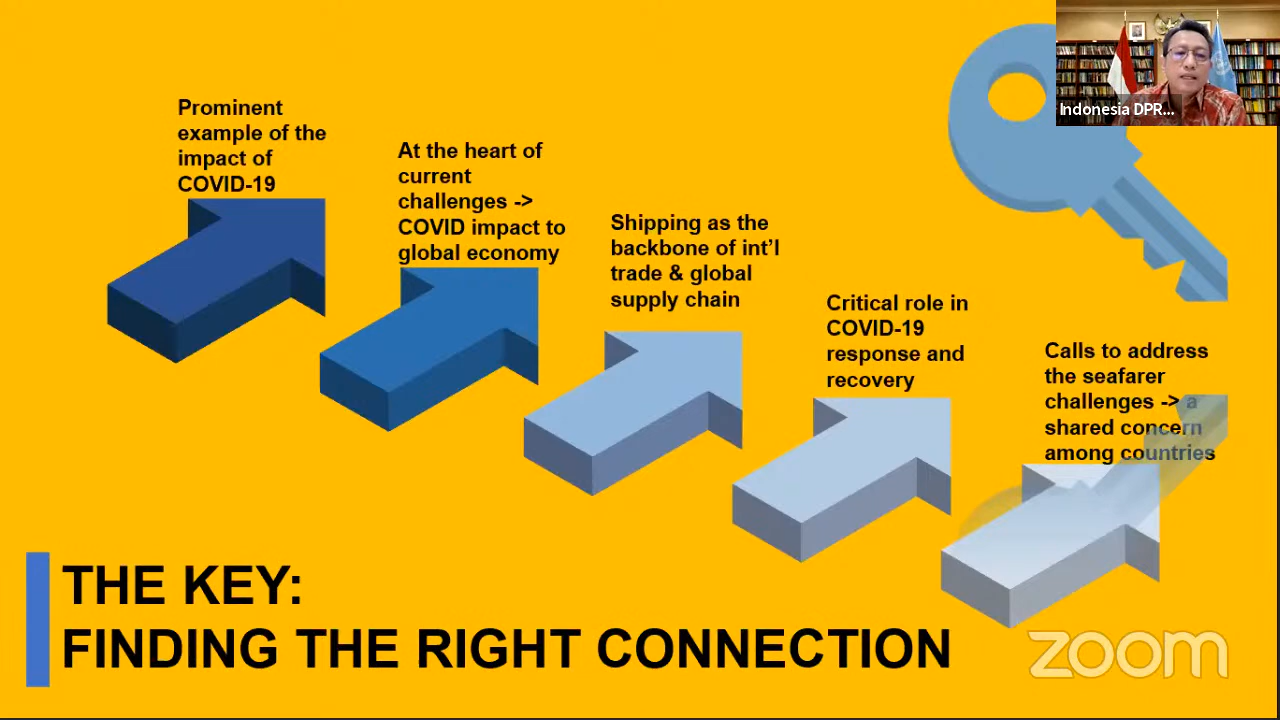 Indonesia DPR...
Prominent
example of the
impact of
COVID-19
At the heart of
current
challenges ->
COVID impact to
global economy
Shipping as the
backbone of int'l
trade & global
supply chain
Critical role in
COVID-19
response and
recovery
Calls to address
the seafarer
challenges -> a
shared concern
among countries
THE KEY:
FINDING THE RIGHT CONNECTION
zoom